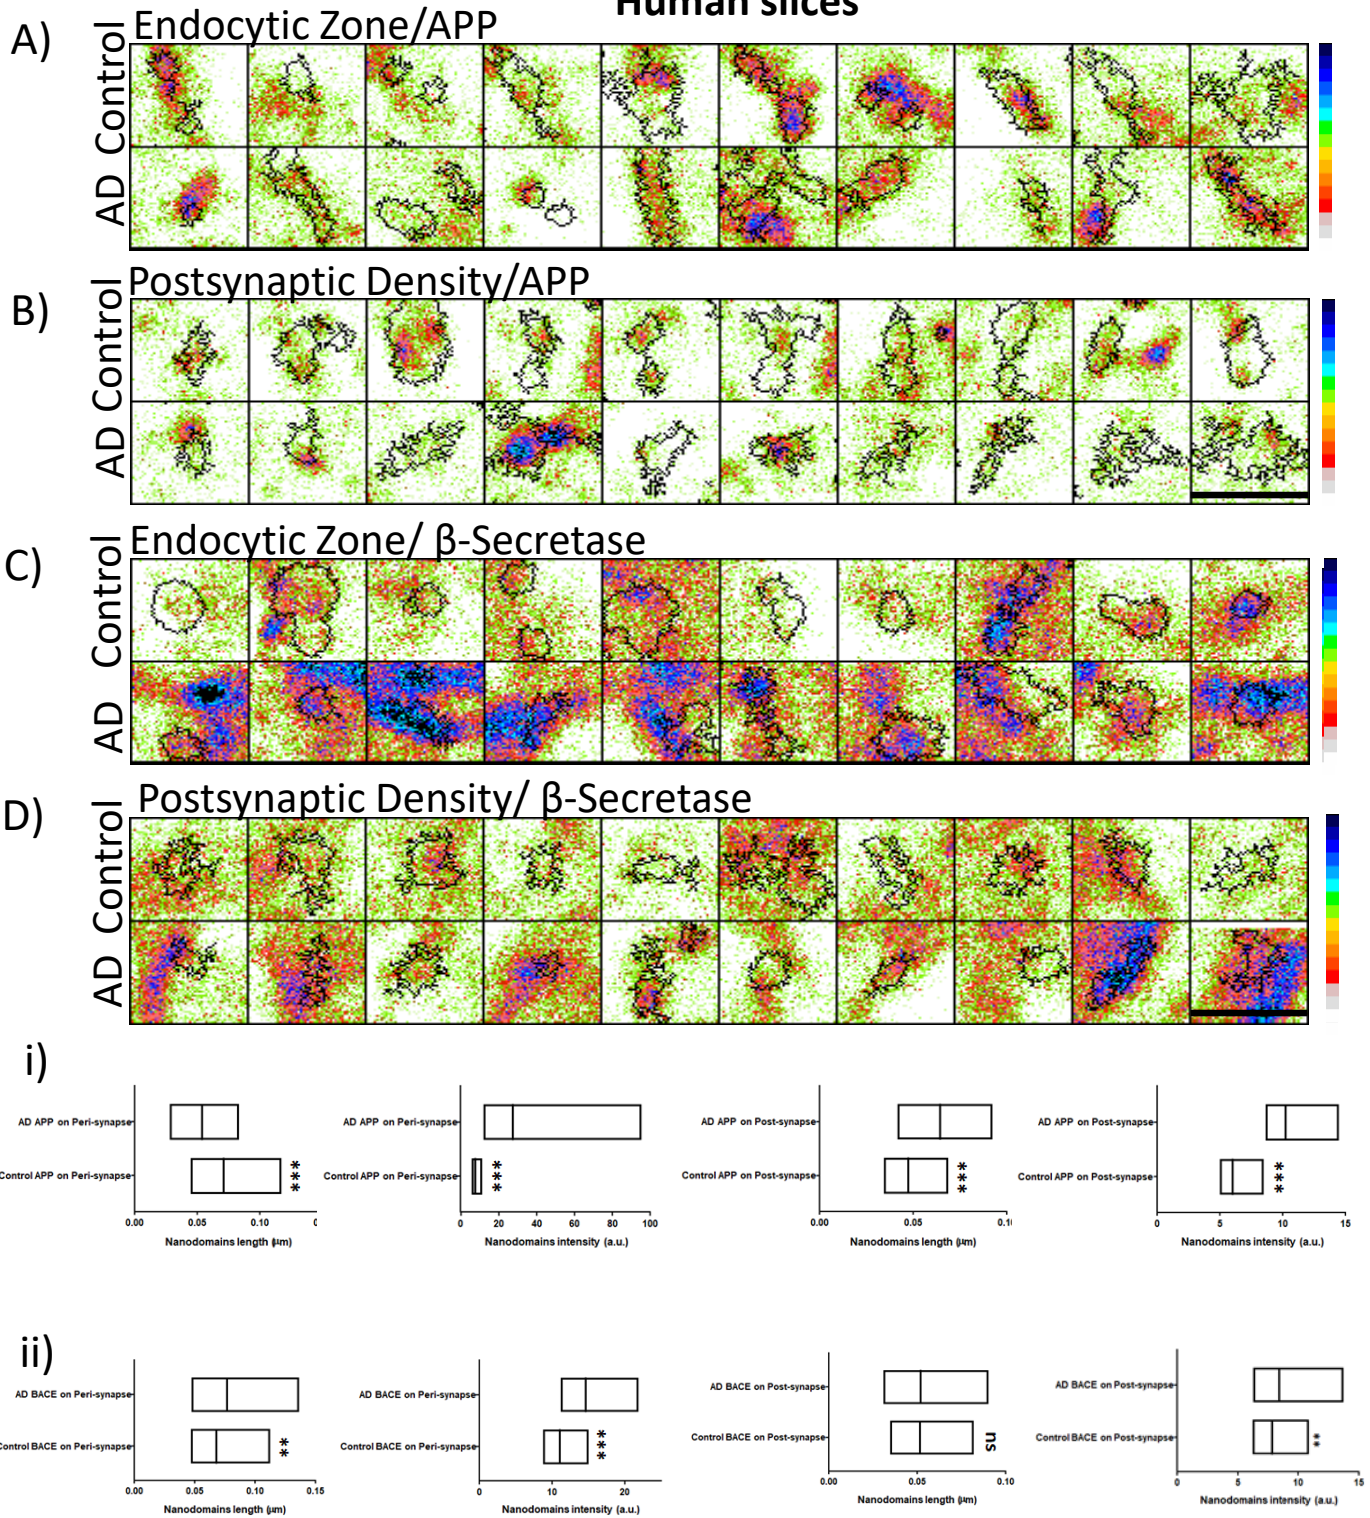 Human slices
A)
Endocytic Zone/APP
Control
AD
B)
Postsynaptic Density/APP
Control
AD
C)
Endocytic Zone/ β-Secretase
Control
AD
D)
Postsynaptic Density/ β-Secretase
Control
AD
i)
AD APP on Peri-synapse
Control APP on Peri-synapse
***
0.00 0.05 0.10
Nanodomains length (µm)
AD APP on Peri-synapse
Control APP on Peri-synapse
***
0 20 40 60 80 100
Nanodomains intensity (a.u.)
AD APP on Post-synapse
Control APP on Post-synapse
***
0.00 0.05 0.10
Nanodomains length (µm)
AD APP on Post-synapse
Control APP on Post-synapse
***
0 5 10 15
Nanodomains intensity (a.u.)
ii)
AD BACE on Peri-synapse
Control BACE on Peri-synapse
**
0.00 0.05 0.10 0.15
Nanodomains length (µm)
AD BACE on Peri-synapse
Control BACE on Peri-synapse
***
0 10 20
Nanodomains intensity (a.u.)
AD BACE on Post-synapse
Control BACE on Post-synapse
ns
0.00 0.05 0.10
Nanodomains length (µm)
AD BACE on Post-synapse
Control BACE on Post-synapse
**
0 5 10 15
Nanodomains intensity (a.u.)